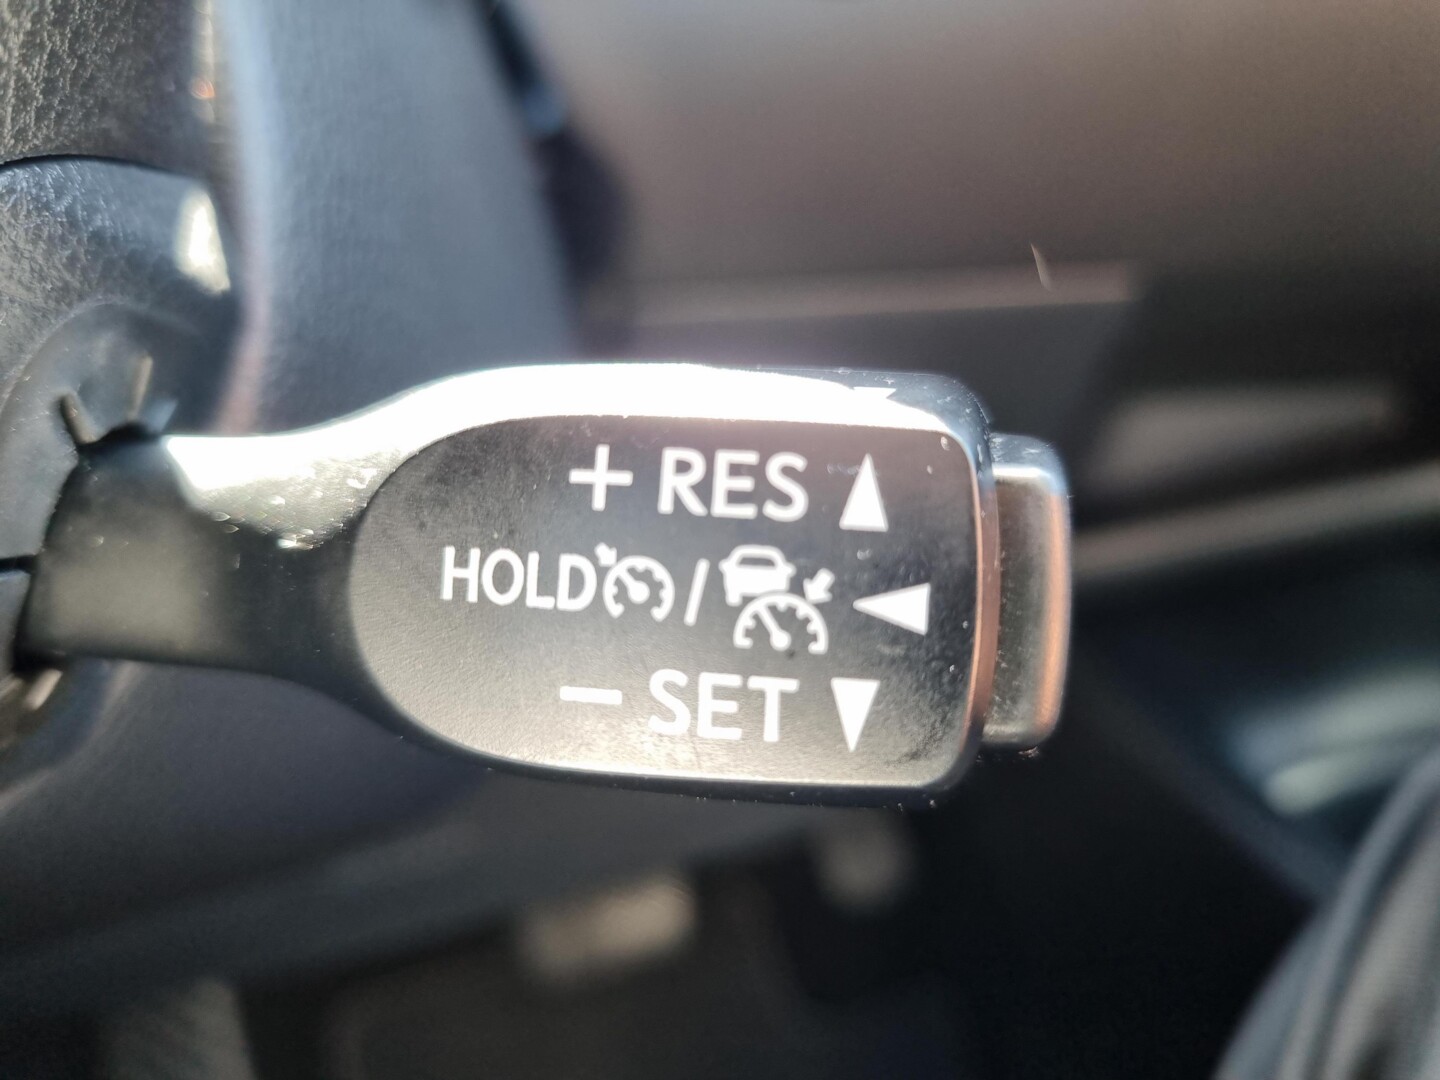 + RES ▲
HOLD / ◀
− SET ▼